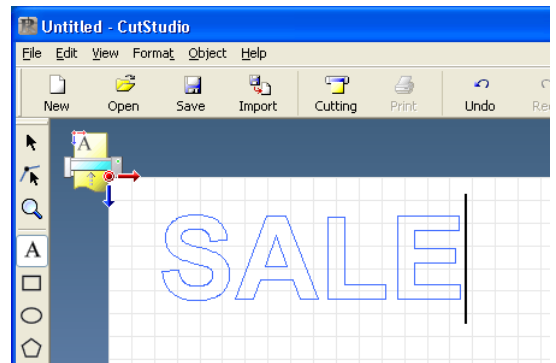 Untitled - CutStudio
File Edit View Format Object Help
New Open Save Import Cutting Print Undo
A
A
SALE